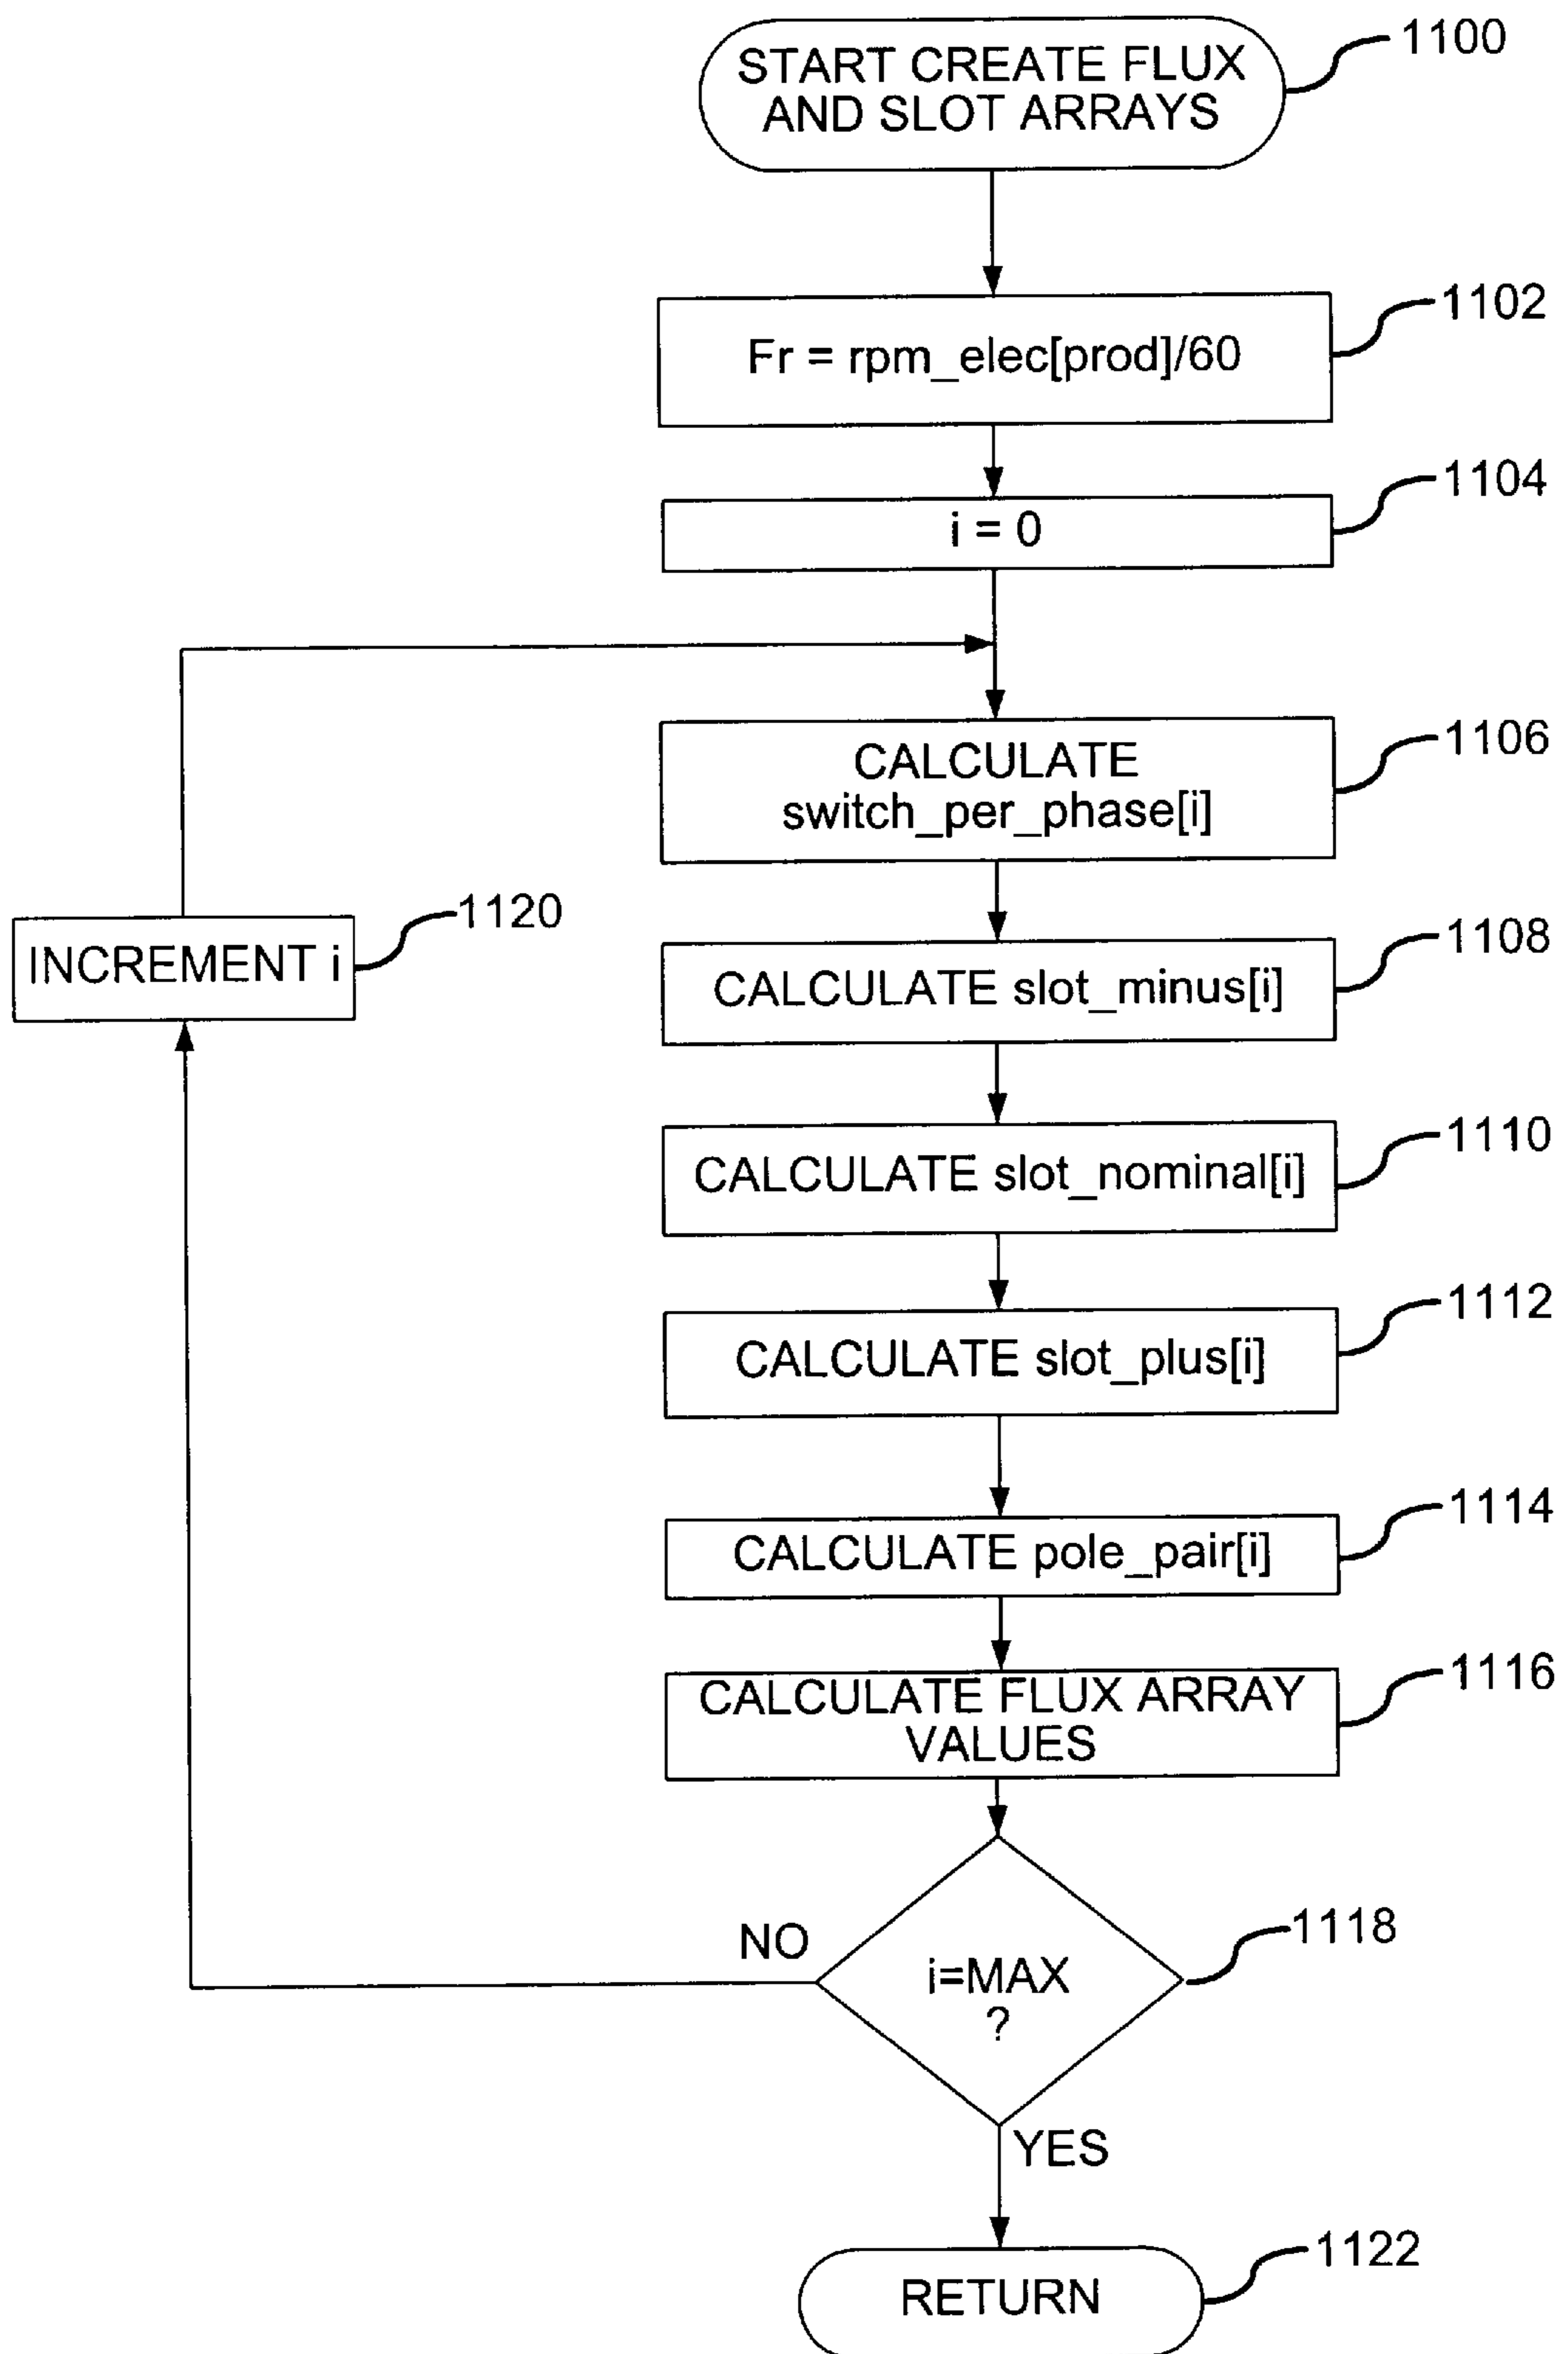 START CREATE FLUX
AND SLOT ARRAYS
1100
Fr = rpm_elec[prod]/60
1102
i = 0
1104
CALCULATE
switch_per_phase[i]
1106
INCREMENT i
1120
CALCULATE slot_minus[i]
1108
CALCULATE slot_nominal[i]
1110
CALCULATE slot_plus[i]
1112
CALCULATE pole_pair[i]
1114
CALCULATE FLUX ARRAY
VALUES
1116
NO
i=MAX
?
1118
YES
RETURN
1122